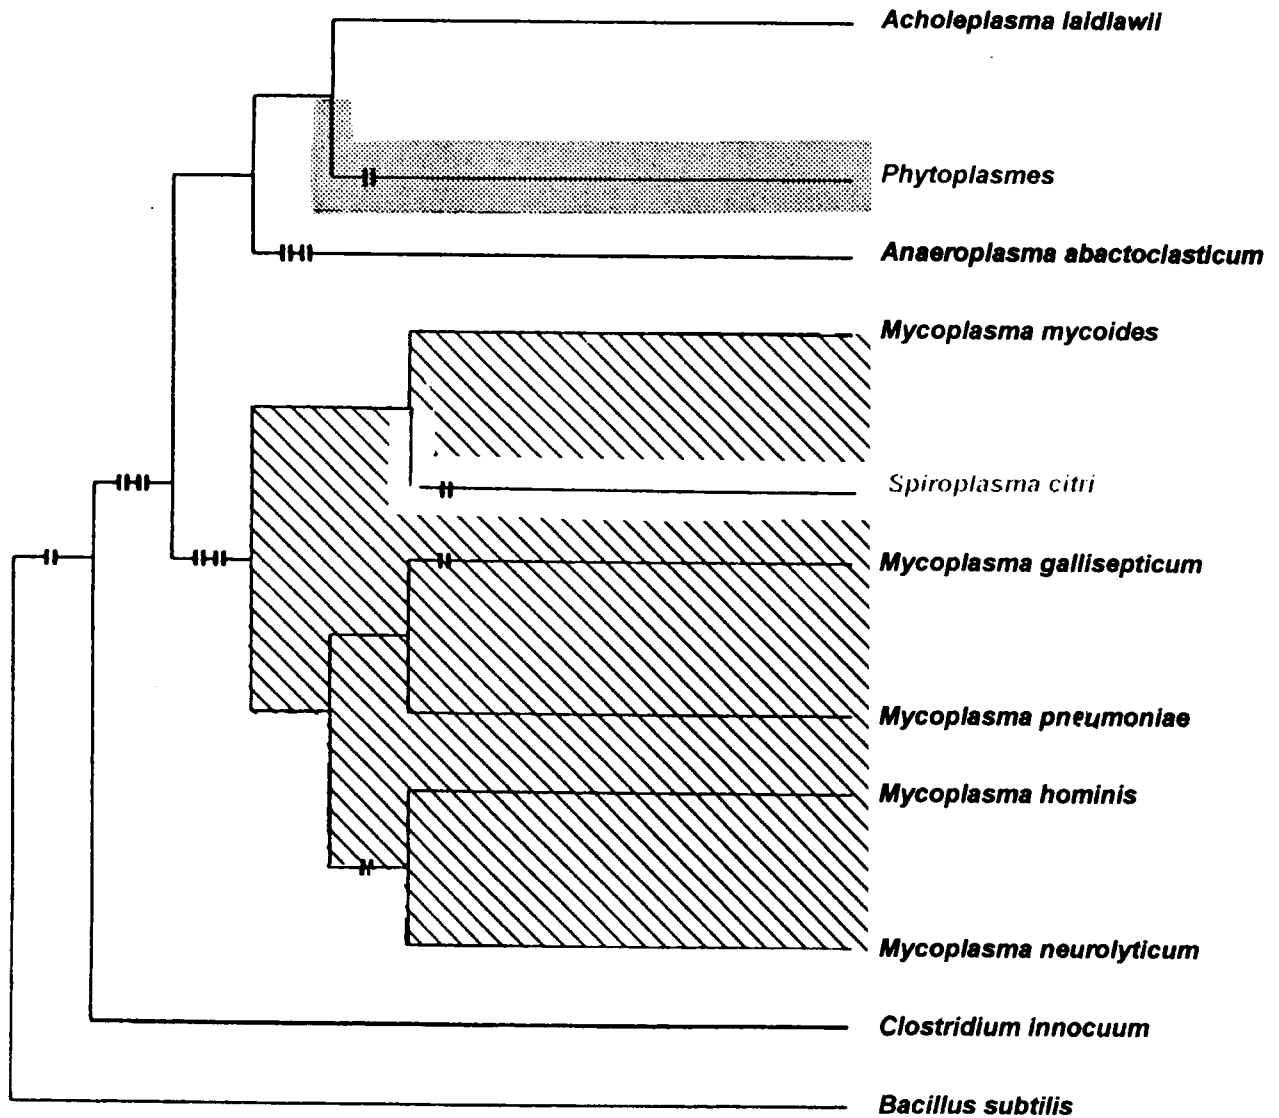 Acholeplasma laidlawii
Phytoplasmes
Anaeroplasma abactoclasticum
Mycoplasma mycoides
Spiroplasma citri
Mycoplasma gallisepticum
Mycoplasma pneumoniae
Mycoplasma hominis
Mycoplasma neurolyticum
Clostridium innocuum
Bacillus subtilis